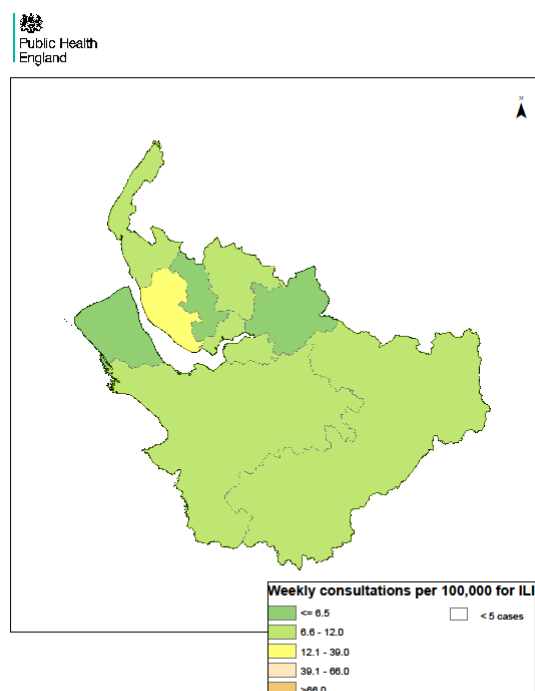 Public Health
England
N
Weekly consultations per 100,000 for ILI
<= 6.5
< 5 cases
6.6 - 12.0
12.1 - 39.0
39.1 - 66.0
>66.0